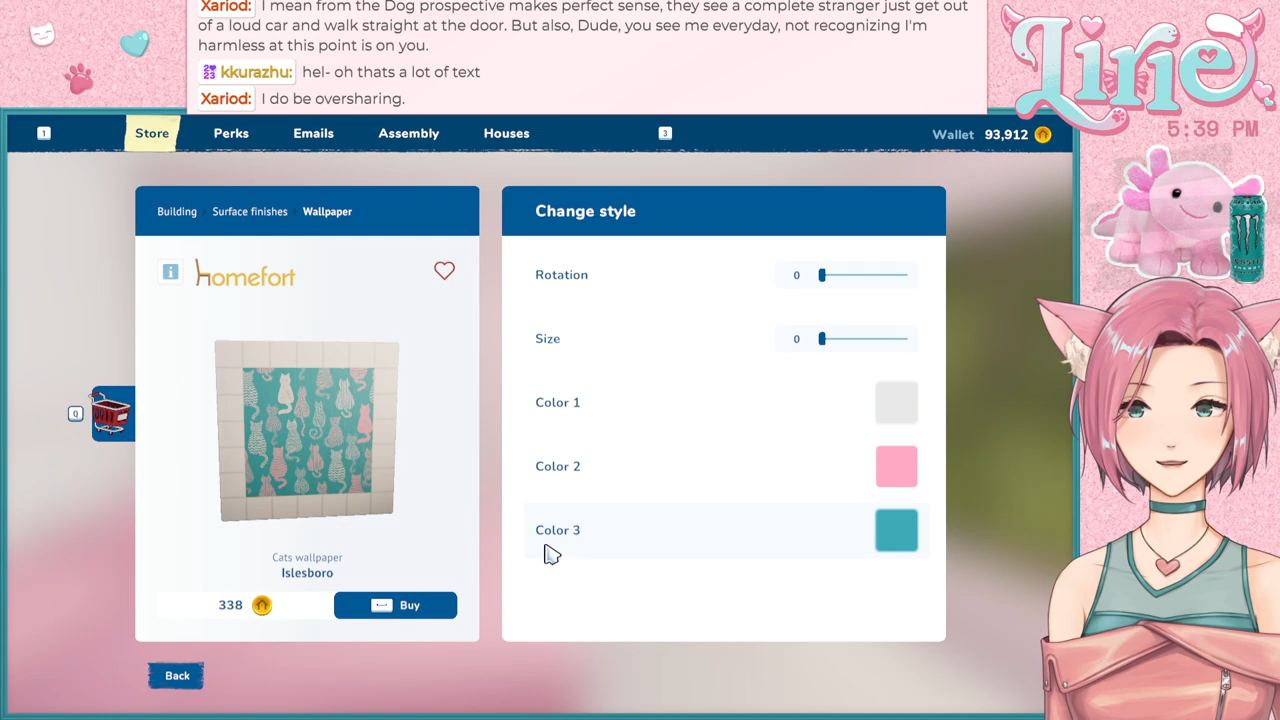 Xariod: I mean from the Dog prospective makes perfect sense, they see a complete stranger just get out
of a loud car and walk straight at the door. But also, Dude, you see me everyday, not recognizing I'm
harmless at this point is on you.
kkurazhu: hel- oh thats a lot of text
Xariod: I do be oversharing.
Lirie
5:39 PM
1 Store Perks Emails Assembly Houses 3 Wallet 93,912
Building Surface finishes Wallpaper
homefort
Q
Cats wallpaper
Islesboro
338 Buy
Back
Change style
Rotation 0
Size 0
Color 1
Color 2
Color 3